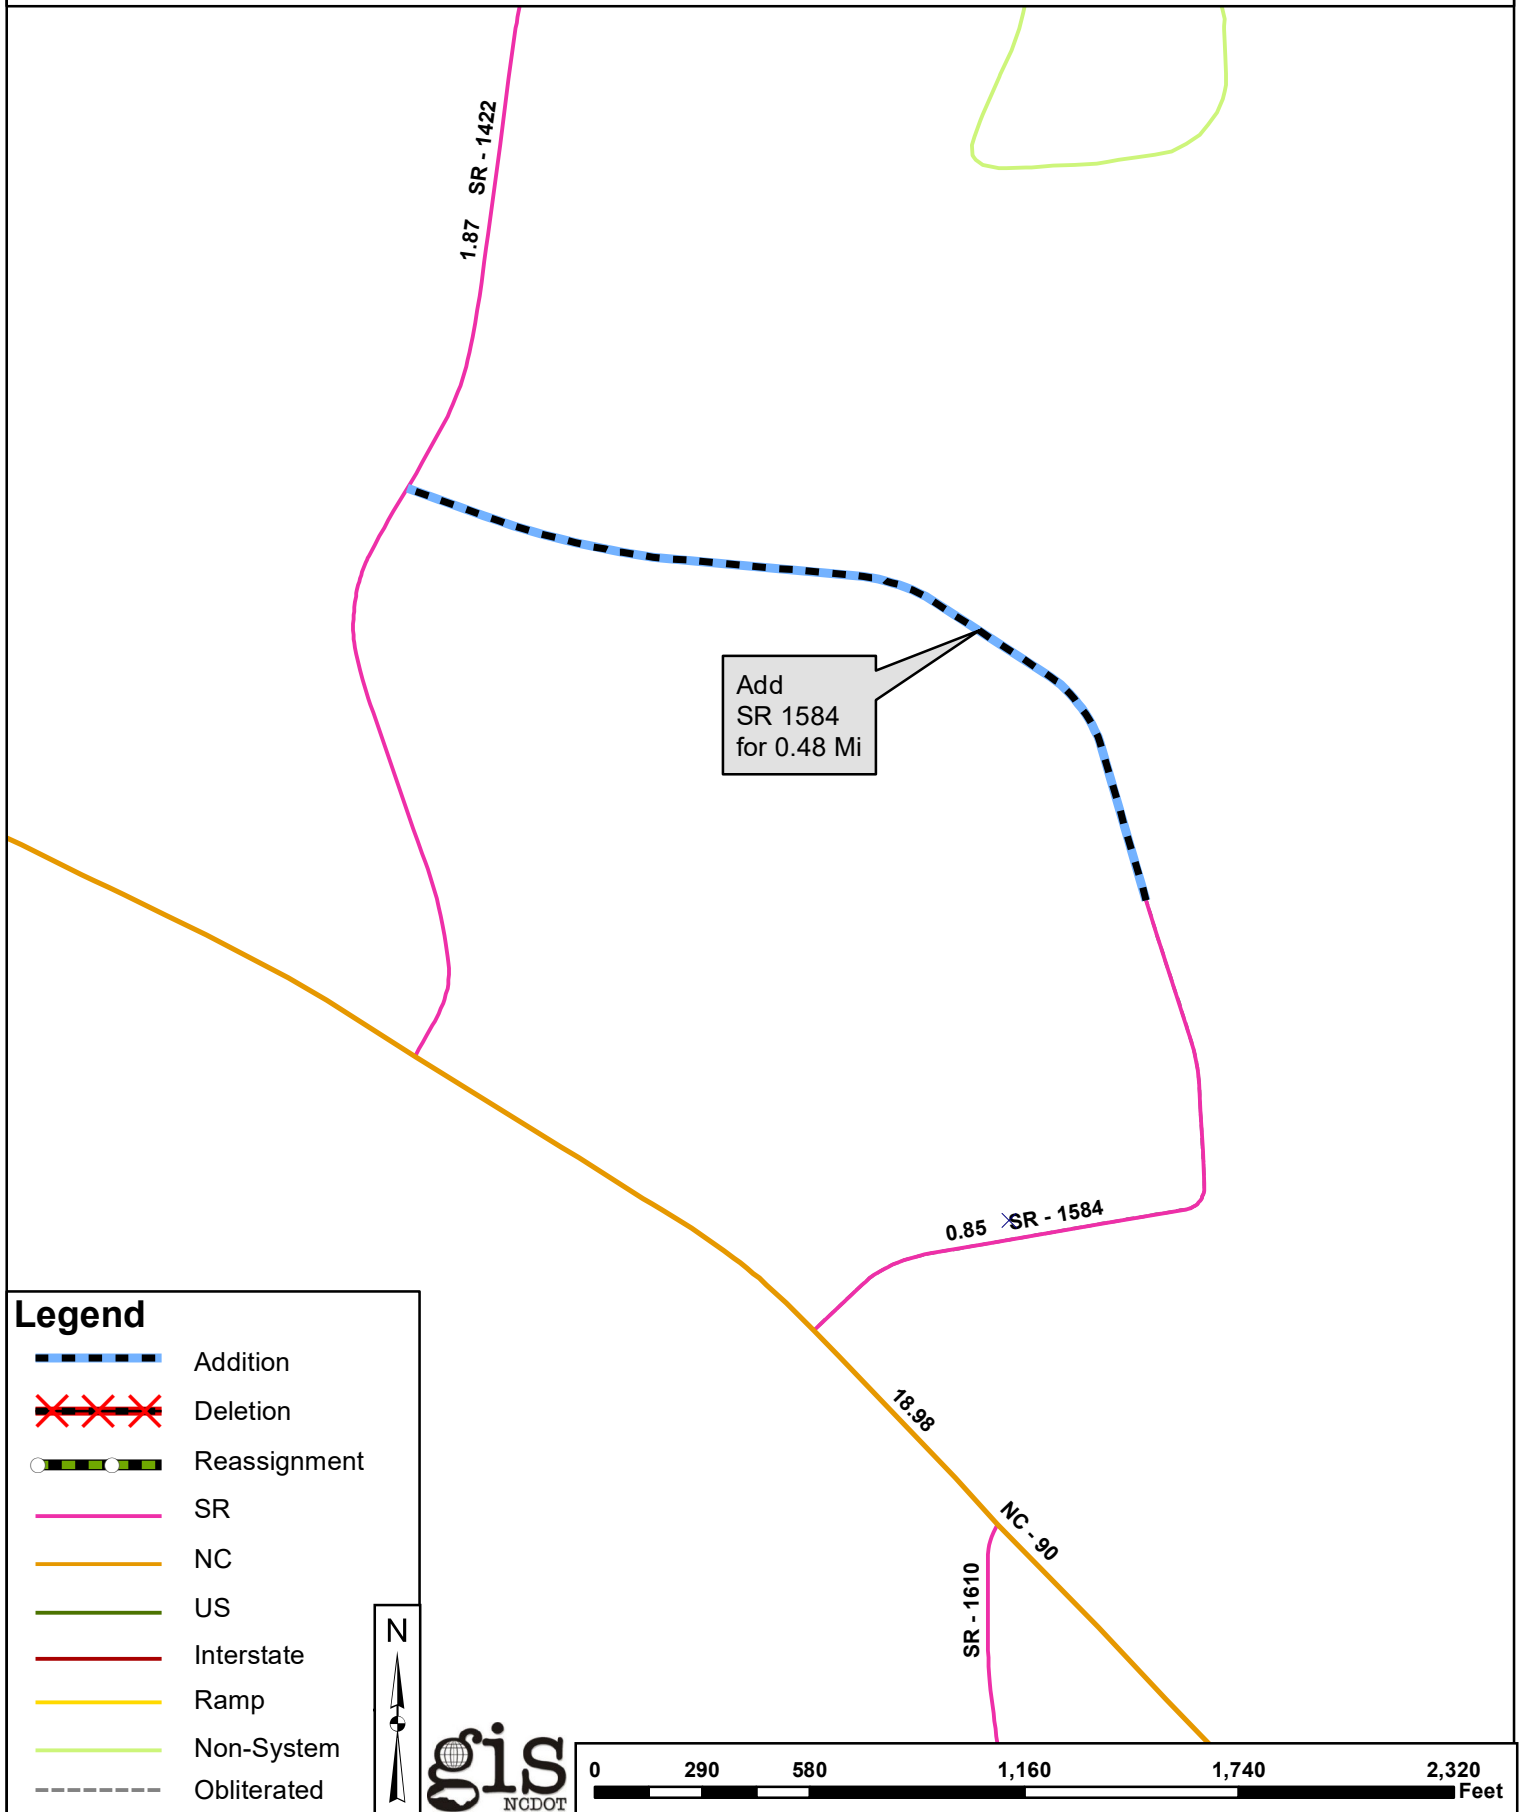 1.87 SR - 1422
Add
SR 1584
for 0.48 Mi
0.85 SR - 1584
18.98
NC - 90
SR - 1610
Legend
Addition
Deletion
Reassignment
SR
NC
US
Interstate
Ramp
Non-System
Obliterated
N
gis
NCDOT
0 290 580 1,160 1,740 2,320
Feet